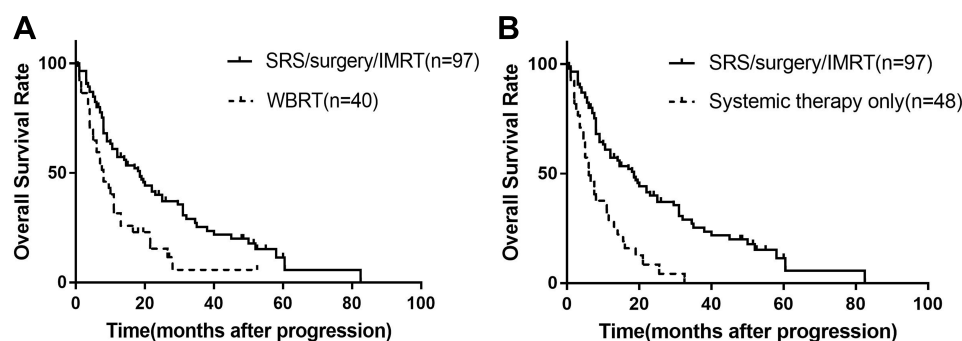 A
Overall Survival Rate
100
50
0
SRS/surgery/IMRT(n=97)
WBRT(n=40)
0 20 40 60 80 100
Time(months after progression)
B
Overall Survival Rate
100
50
0
SRS/surgery/IMRT(n=97)
Systemic therapy only(n=48)
0 20 40 60 80 100
Time(months after progression)